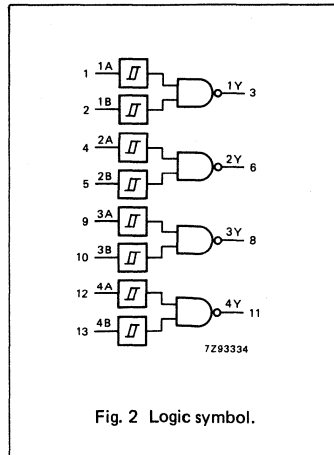 1 1A 1Y 3
2 1B
4 2A 2Y 6
5 2B
9 3A 3Y 8
10 3B
12 4A 4Y 11
13 4B
7Z93334
Fig. 2 Logic symbol.